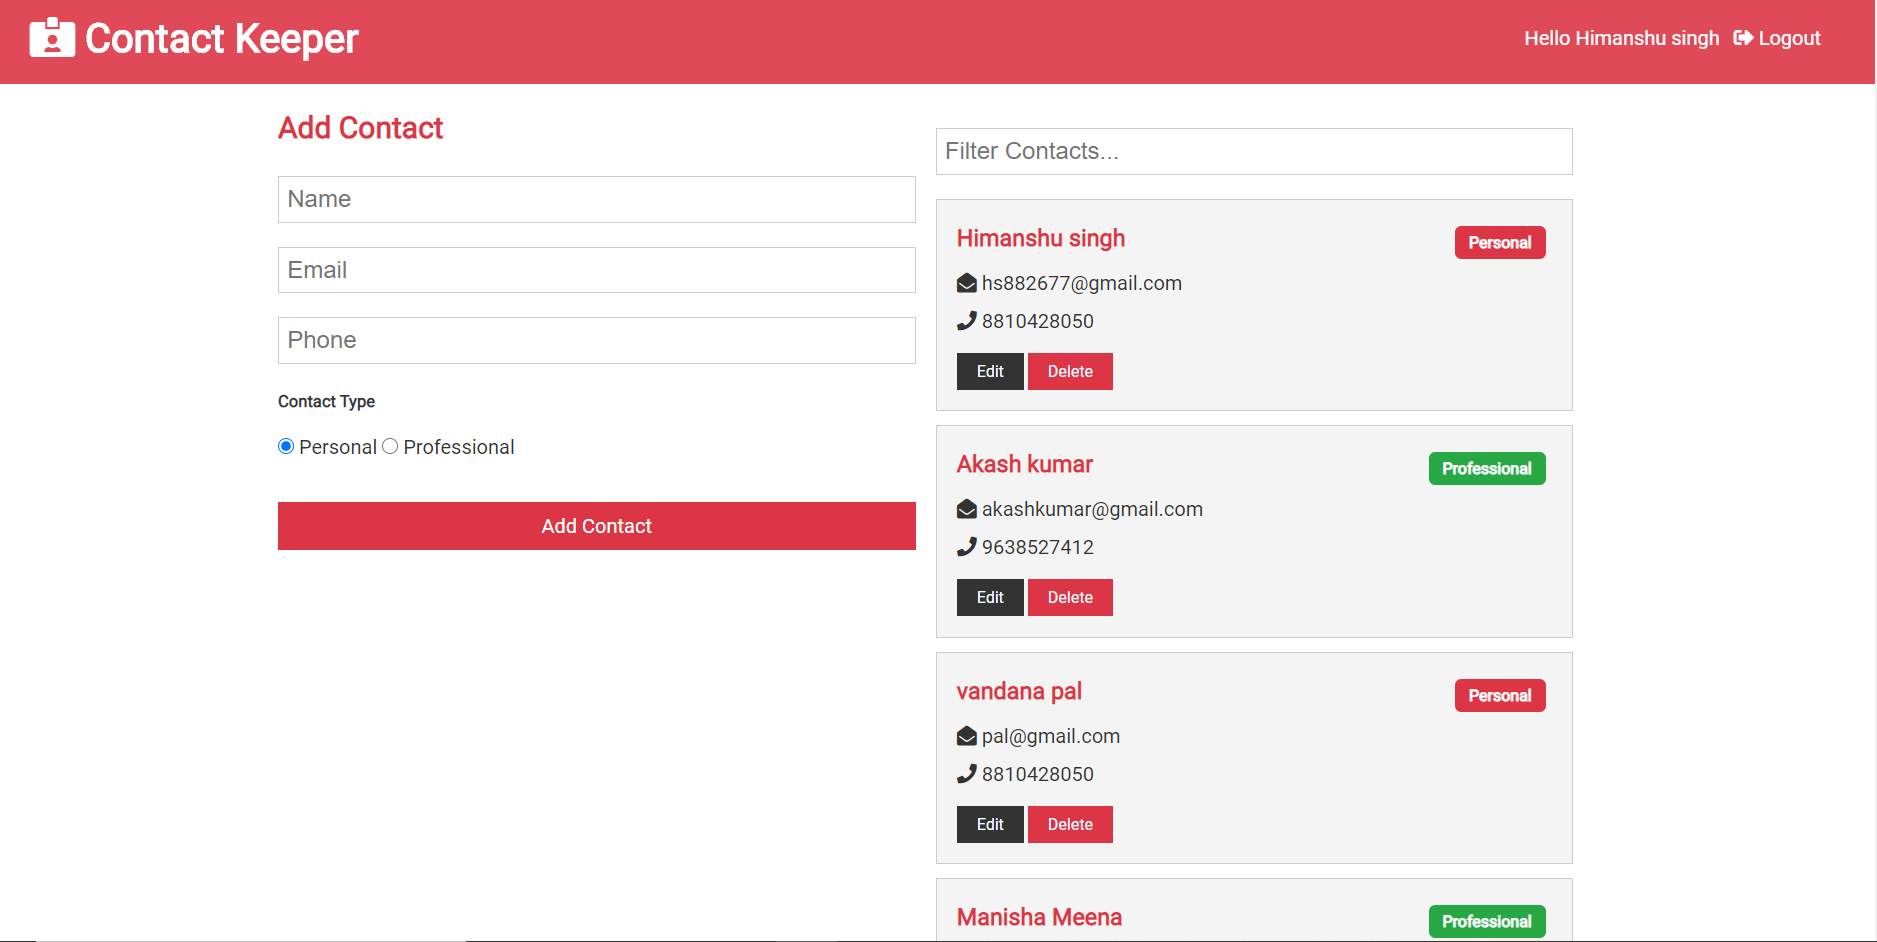 Contact Keeper
Hello Himanshu singh Logout
Add Contact
Name
Email
Phone
Contact Type
Personal Professional
Add Contact
Filter Contacts...
Himanshu singh Personal
hs882677@gmail.com
8810428050
Edit Delete
Akash kumar Professional
akashkumar@gmail.com
9638527412
Edit Delete
vandana pal Personal
pal@gmail.com
8810428050
Edit Delete
Manisha Meena Professional